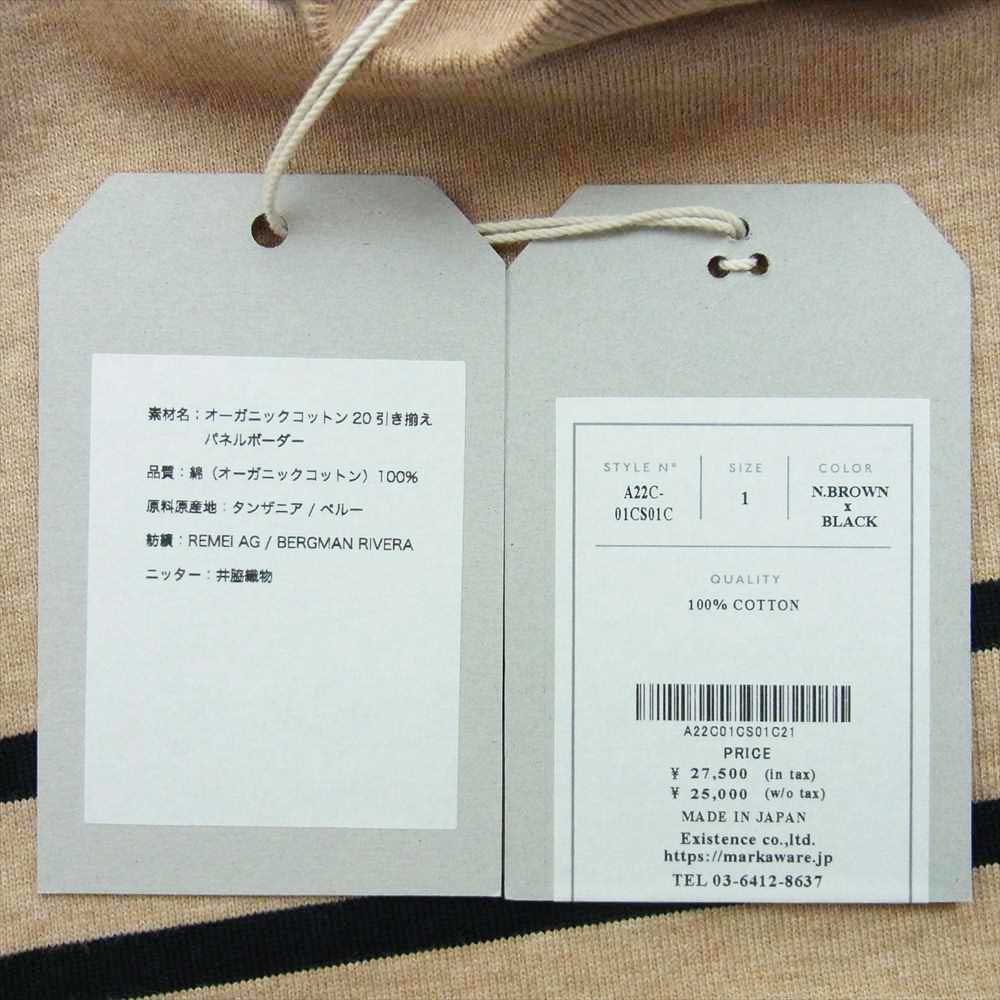 素材名：オーガニックコットン 20 引き揃え
パネルボーダー
品質：綿（オーガニックコットン）100%
原料原産地：タンザニア / ペルー
紡績：REMEI AG / BERGMAN RIVERA
ニッター：井脇織物
STYLE Nº
A22C-
01CS01C
SIZE
1
COLOR
N.BROWN
x
BLACK
QUALITY
100% COTTON
A22C01CS01C21
PRICE
¥ 27,500 (in tax)
¥ 25,000 (w/o tax)
MADE IN JAPAN
Existence co.,ltd.
https://markaware.jp
TEL 03-6412-8637